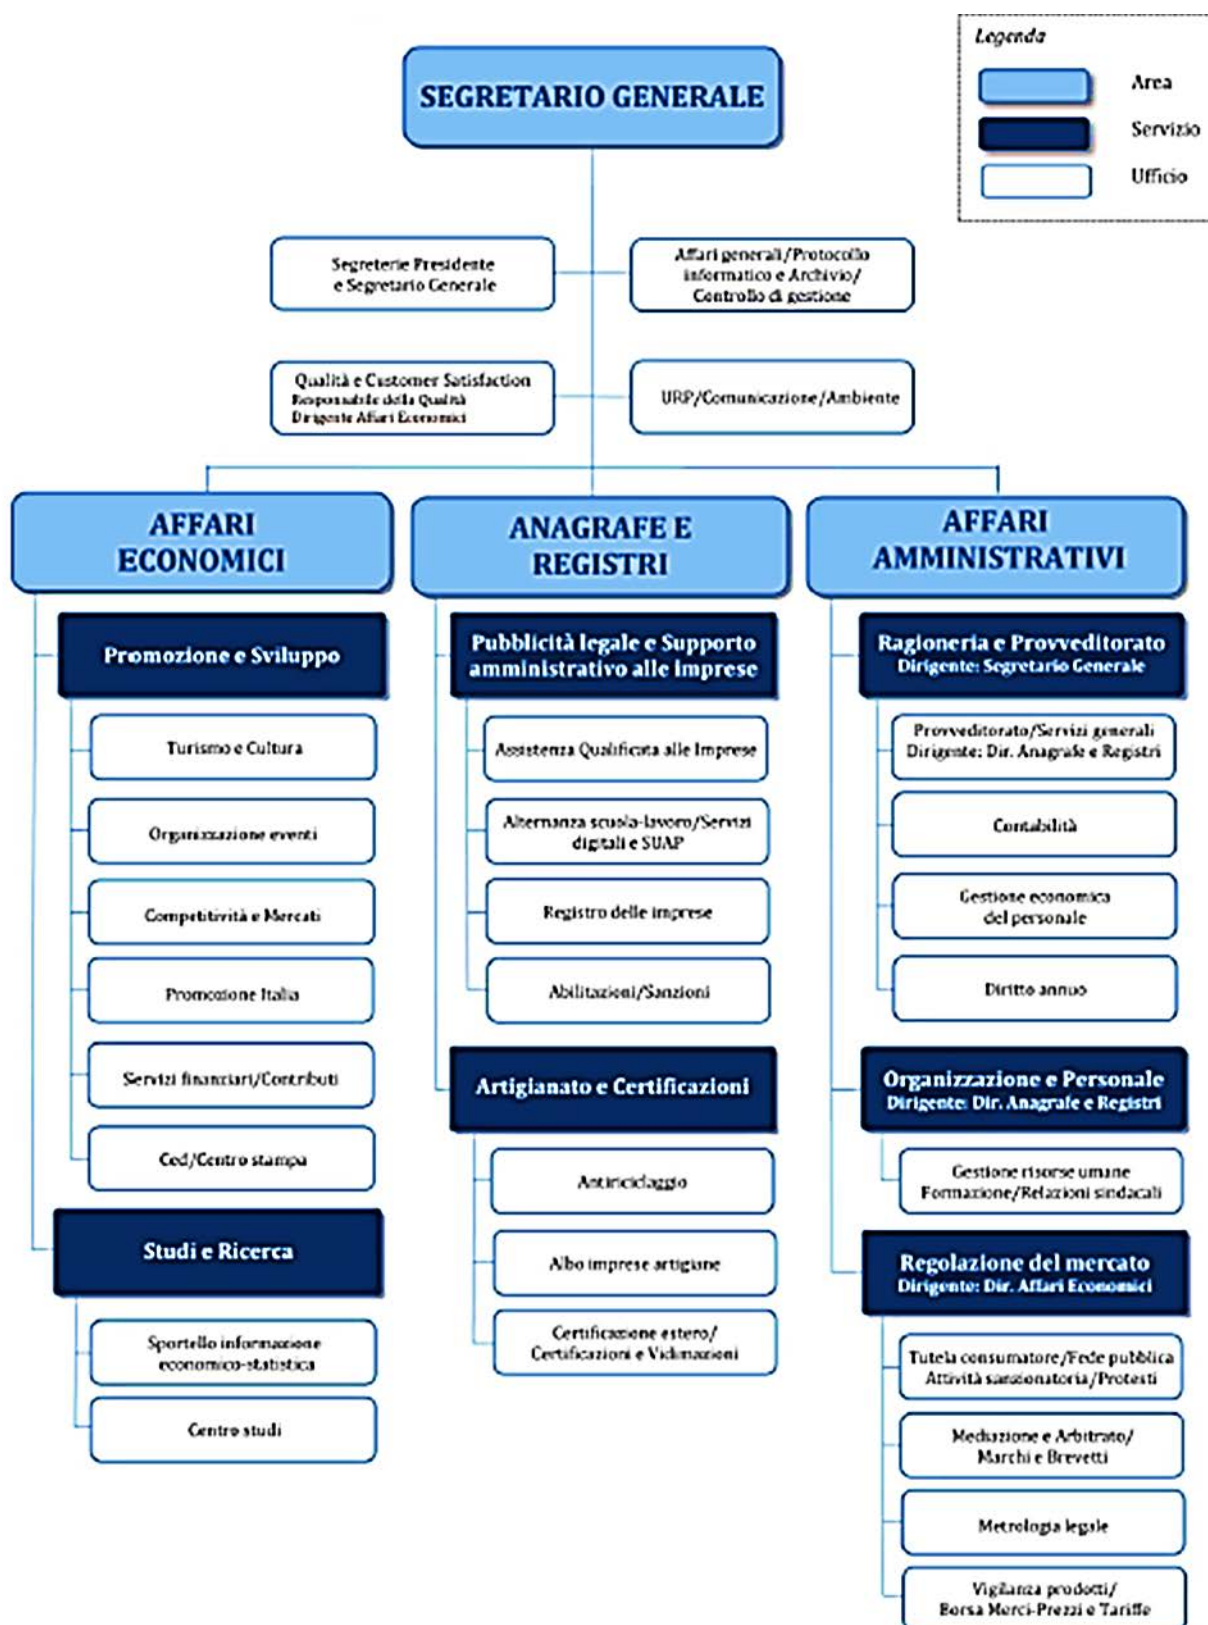 Legenda
Area
Servizio
Ufficio
SEGRETARIO GENERALE
Segreterie Presidente
e Segretario Generale
Affari generali/Protocollo
informatico e Archivio/
Controllo di gestione
Qualità e Customer Satisfaction
Responsabile della Qualità
Dirigente Affari Economici
URP/Comunicazione/Ambiente
AFFARI
ECONOMICI
Promozione e Sviluppo
Turismo e Cultura
Organizzazione eventi
Competitività e Mercati
Promozione Italia
Servizi finanziari/Contributi
Ced/Centro stampa
Studi e Ricerca
Sportello informazione
economico-statistica
Centro studi
ANAGRAFE E
REGISTRI
Pubblicità legale e Supporto
amministrativo alle Imprese
Assistenza Qualificata alle Imprese
Alternanza scuola-lavoro/Servizi
digitali e SUAP
Registro delle imprese
Abilitazioni/Sanzioni
Artigianato e Certificazioni
Antiriciclaggio
Albo imprese artigiane
Certificazione estero/
Certificazioni e Vidimazioni
AFFARI
AMMINISTRATIVI
Ragioneria e Provveditorato
Dirigente: Segretario Generale
Provveditorato/Servizi generali
Dirigente: Dir. Anagrafe e Registri
Contabilità
Gestione economica
del personale
Diritto annuo
Organizzazione e Personale
Dirigente: Dir. Anagrafe e Registri
Gestione risorse umane
Formazione/Relazioni sindacali
Regolazione del mercato
Dirigente: Dir. Affari Economici
Tutela consumatore/Fede pubblica
Attività sanzionatoria/Protesti
Mediazione e Arbitrato/
Marchi e Brevetti
Metrologia legale
Vigilanza prodotti/
Borsa Merci-Prezzi e Tariffe